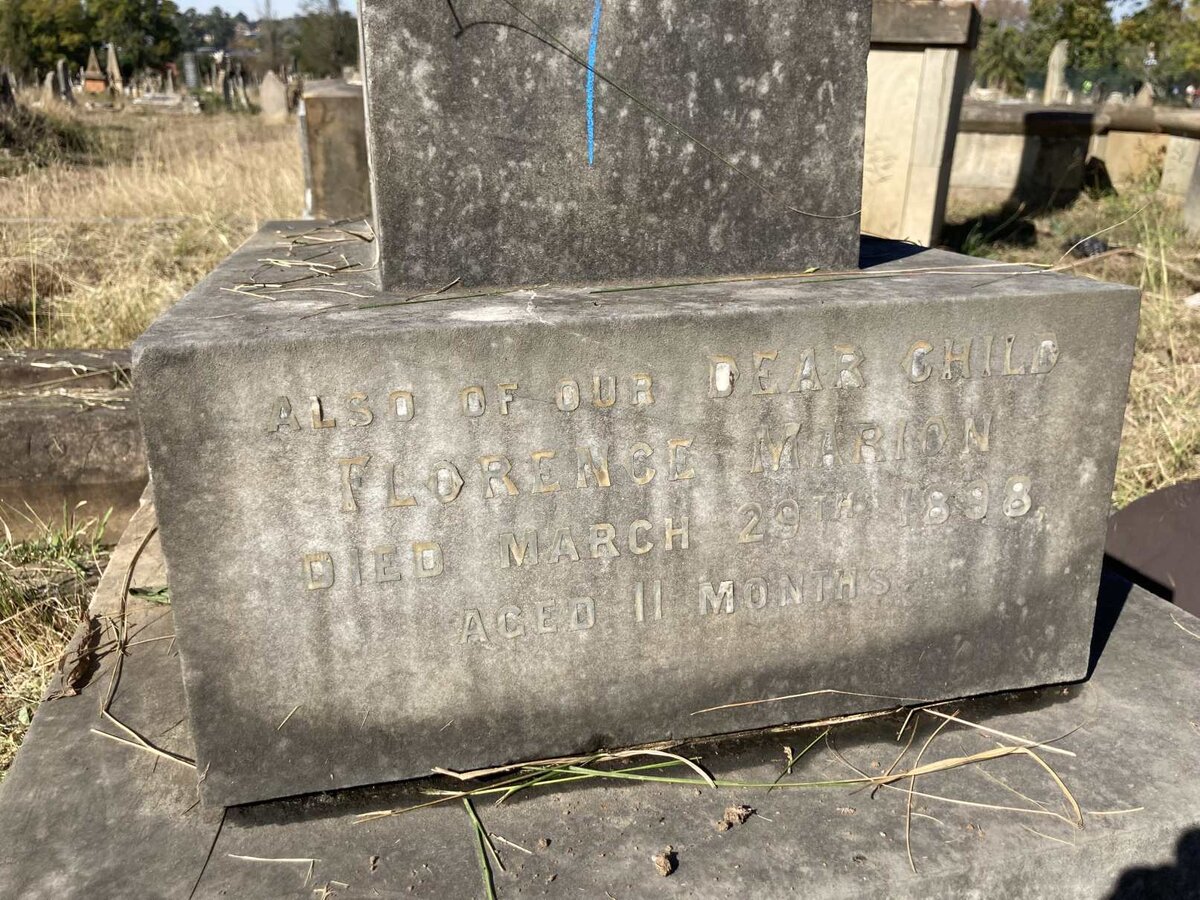 ALSO OF OUR DEAR CHILD
FLORENCE MARION
DIED MARCH 29TH 1898,
AGED 11 MONTHS